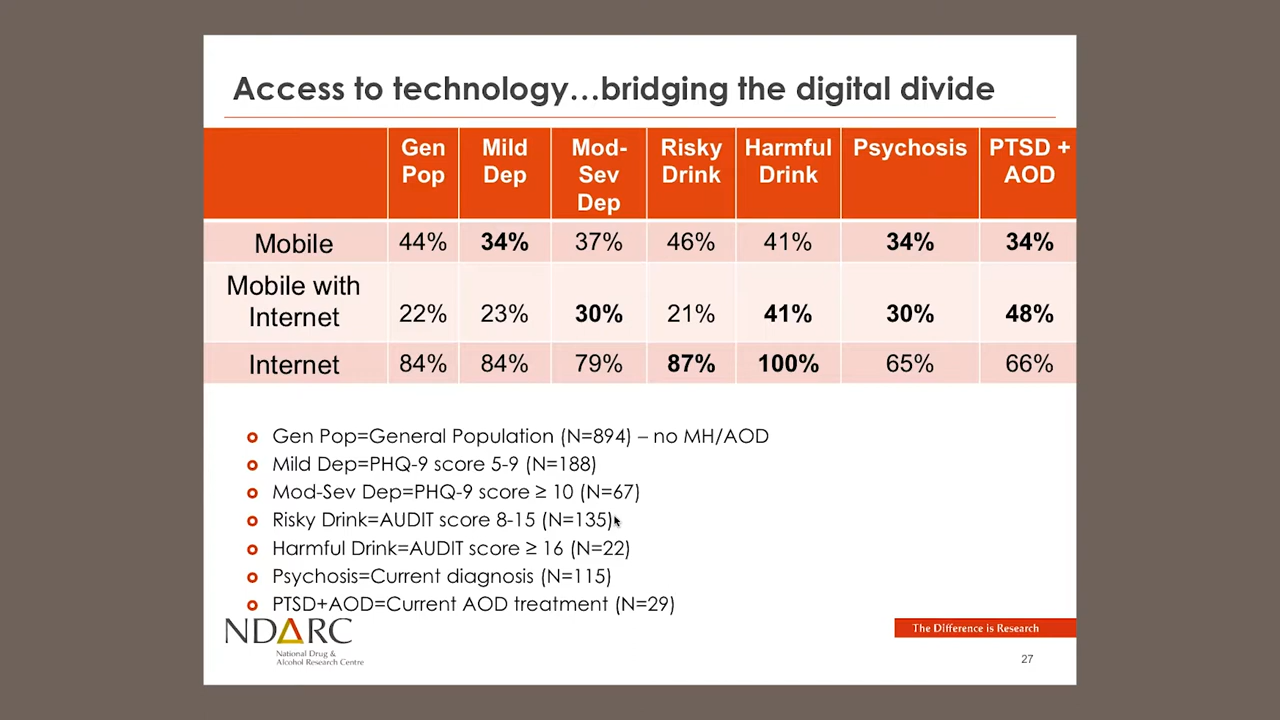 Access to technology…bridging the digital divide
Gen Pop Mild Dep Mod-Sev Dep Risky Drink Harmful Drink Psychosis PTSD + AOD
Mobile 44% 34% 37% 46% 41% 34% 34%
Mobile with Internet 22% 23% 30% 21% 41% 30% 48%
Internet 84% 84% 79% 87% 100% 65% 66%
Gen Pop=General Population (N=894) – no MH/AOD
Mild Dep=PHQ-9 score 5-9 (N=188)
Mod-Sev Dep=PHQ-9 score ≥ 10 (N=67)
Risky Drink=AUDIT score 8-15 (N=135)
Harmful Drink=AUDIT score ≥ 16 (N=22)
Psychosis=Current diagnosis (N=115)
PTSD+AOD=Current AOD treatment (N=29)
NDARC
National Drug &
Alcohol Research Centre
The Difference is Research
27